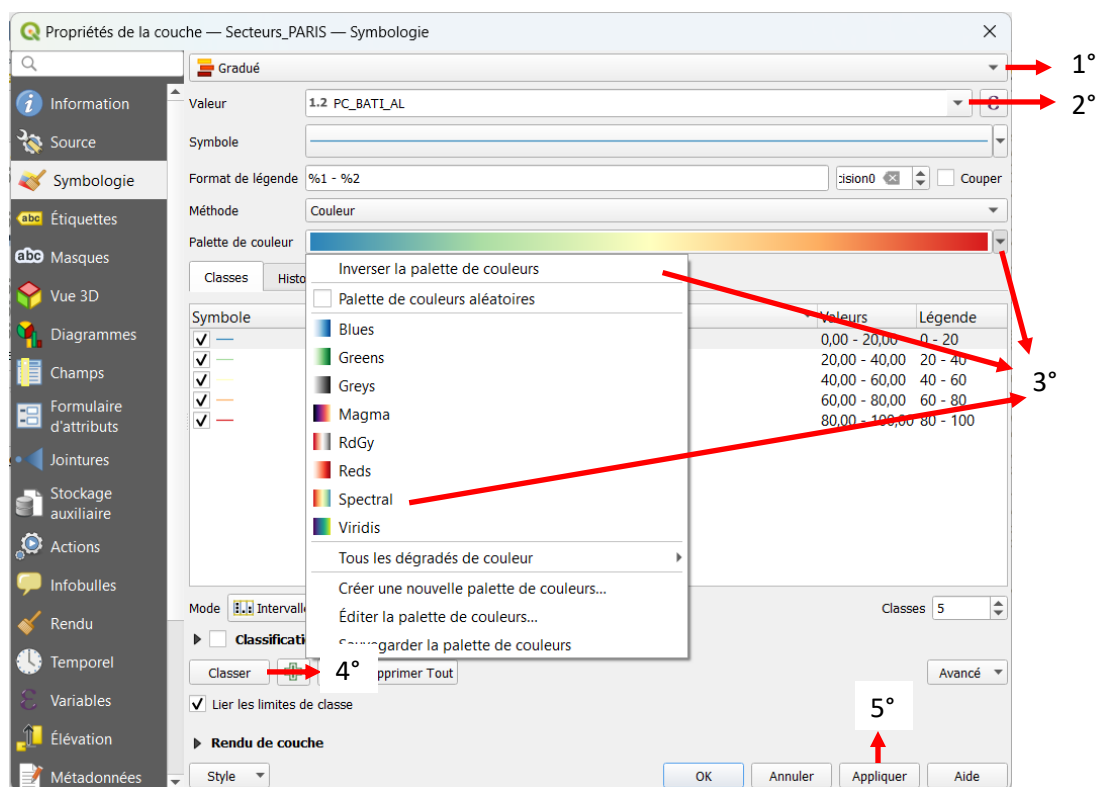 Propriétés de la couche — Secteurs_PARIS — Symbologie
Gradué
1°
Information
Valeur
1.2 PC_BATI_AL
ε
2°
Source
Symbole
Symbologie
Format de légende
%1 - %2
:ision0
Couper
abc Étiquettes
Méthode
Couleur
abc Masques
Palette de couleur
Vue 3D
Classes
Histo
Inverser la palette de couleurs
Palette de couleurs aléatoires
Diagrammes
Symbole
Valeurs
Légende
Blues
0,00 - 20,00
0 - 20
Greens
20,00 - 40,00
20 - 40
Champs
Greys
40,00 - 60,00
40 - 60
3°
Formulaire
d'attributs
Magma
60,00 - 80,00
60 - 80
RdGy
80,00 - 100,00
80 - 100
Jointures
Reds
Stockage
auxiliaire
Spectral
Viridis
Actions
Tous les dégradés de couleur
Infobulles
Créer une nouvelle palette de couleurs...
Mode
Intervalle
Classes
5
Rendu
Éditer la palette de couleurs...
Classificati
Sauvegarder la palette de couleurs
Temporel
Classer
4°
primer Tout
Avancé
Variables
Lier les limites de classe
5°
Élévation
Rendu de couche
Métadonnées
Style
OK
Annuler
Appliquer
Aide